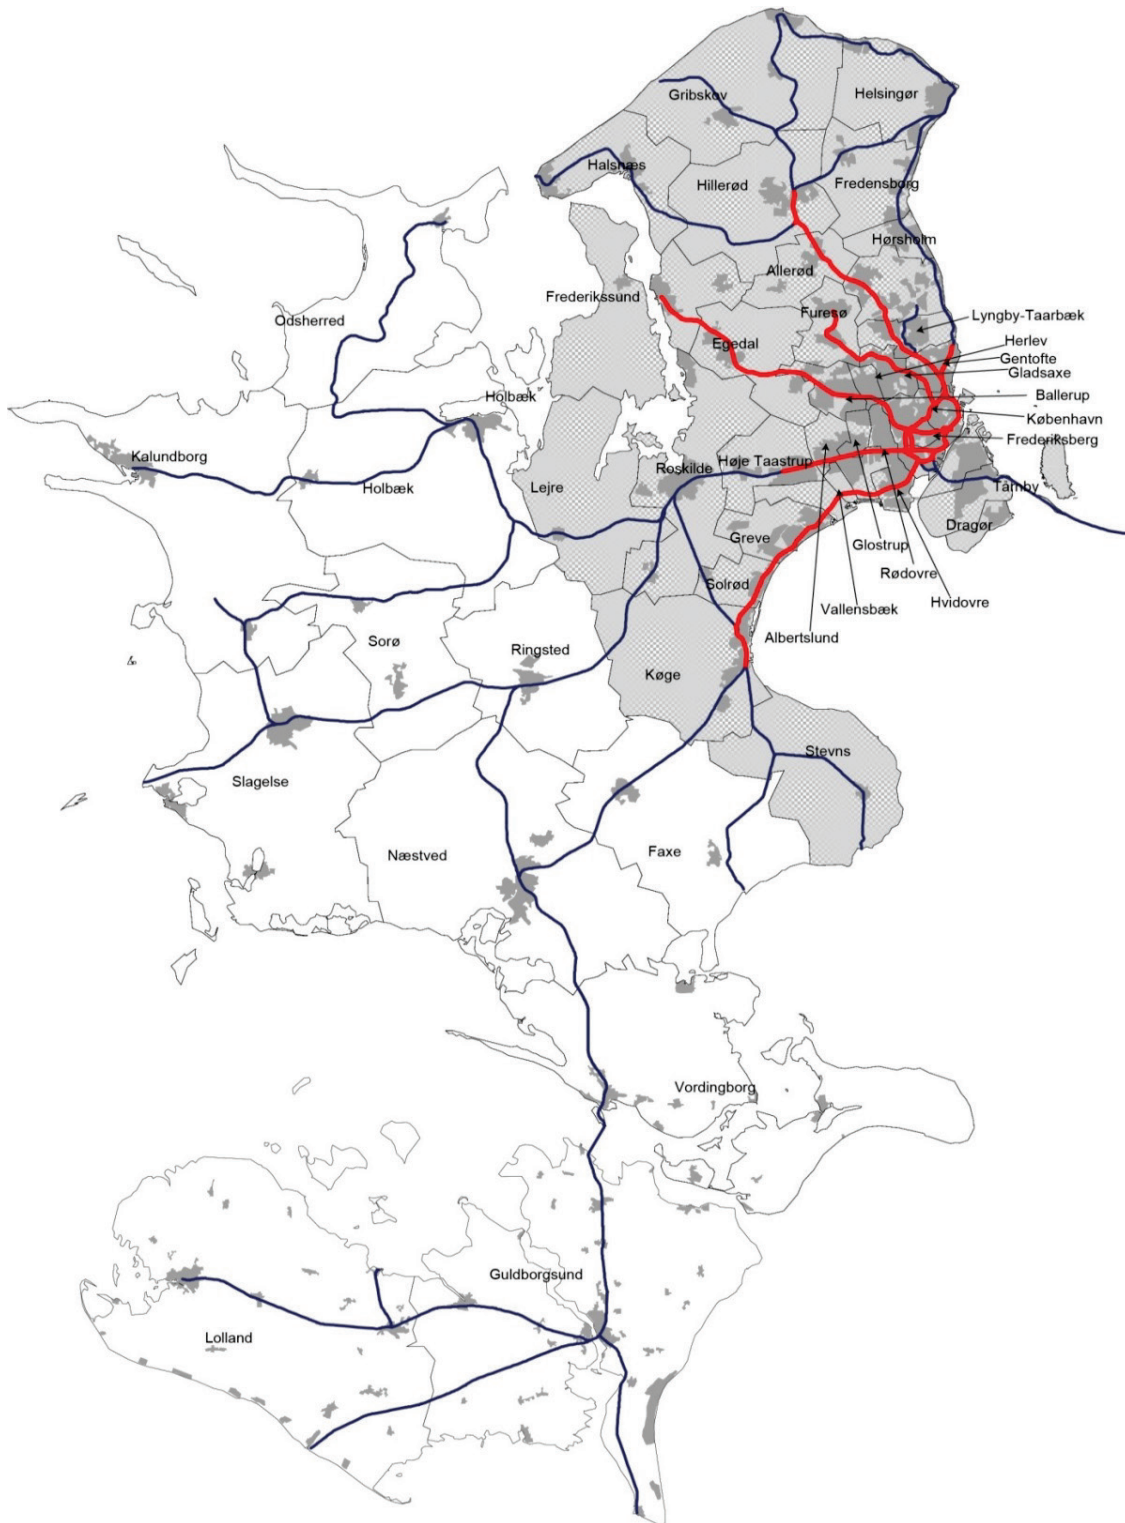 Gribskov
Helsingør
Halsnæs
Hillerød
Fredensborg
Hørsholm
Allerød
Frederikssund
Furesø
Odsherred
Egedal
Lyngby-Taarbæk
Herlev
Gentofte
Gladsaxe
Ballerup
Holbæk
København
Frederiksberg
Kalundborg
Høje Taastrup
Roskilde
Holbæk
Lejre
Tårnby
Dragør
Greve
Glostrup
Rødovre
Solrød
Hvidovre
Vallensbæk
Albertslund
Sorø
Ringsted
Køge
Stevns
Slagelse
Næstved
Faxe
Vordingborg
Guldborgsund
Lolland